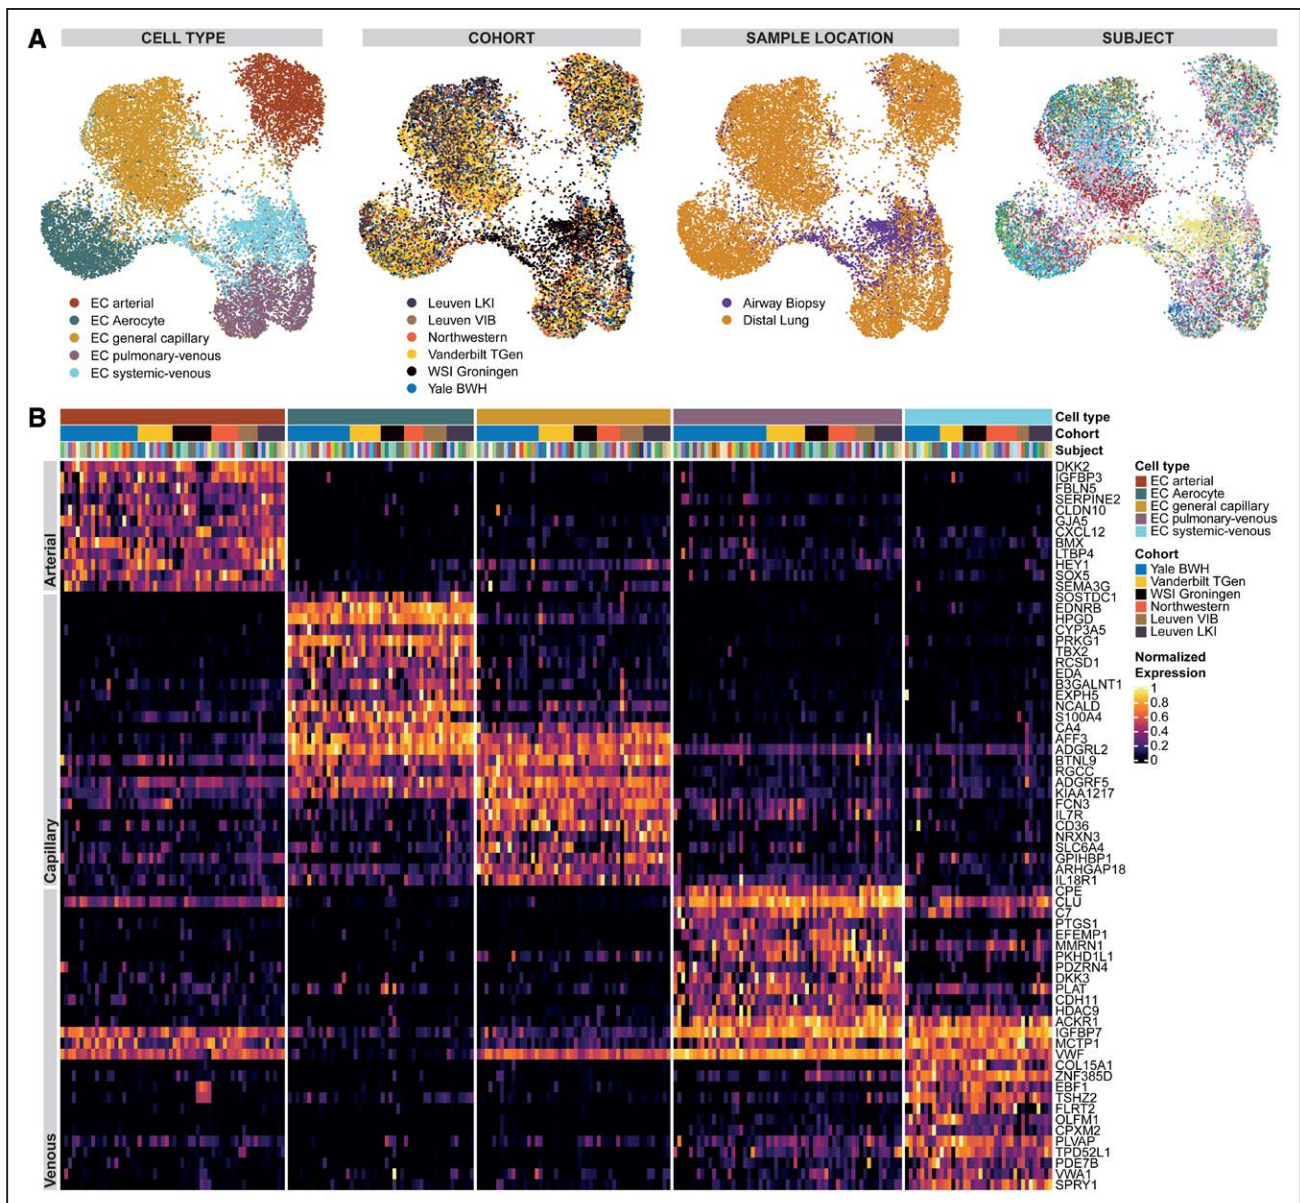 A
CELL TYPE
COHORT
SAMPLE LOCATION
SUBJECT
EC arterial
EC Aerocyte
EC general capillary
EC pulmonary-venous
EC systemic-venous
Leuven LKI
Leuven VIB
Northwestern
Vanderbilt TGen
WSI Groningen
Yale BWH
Airway Biopsy
Distal Lung
B
Cell type
Cohort
Subject
Arterial
Capillary
Venous
DKK2
IGFBP3
FBLN5
SERPINE2
CLDN10
GJA5
CXCL12
BMX
LTBP4
HEY1
SOX5
SEMA3G
SOSTDC1
EDNRB
HPGD
CYP3A5
PRKG1
TBX2
RCSD1
EDA
B3GALNT1
EXPH5
NCALD
S100A4
CA4
AFF3
ADGRL2
BTNL9
RGCC
ADGRF5
KIAA1217
FCN3
IL7R
CD36
NRXN3
SLC6A4
GPIHBP1
ARHGAP18
IL18R1
CPE
CLU
C7
PTGS1
EFEMP1
MMRN1
PKHD1L1
PDZRN4
DKK3
PLAT
CDH11
HDAC9
ACKR1
IGFBP7
MCTP1
VWF
COL15A1
ZNF385D
EBF1
TSHZ2
FLRT2
OLFM1
CPXM2
PLVAP
TPD52L1
PDE7B
VWA1
SPRY1
Cell type
EC arterial
EC Aerocyte
EC general capillary
EC pulmonary-venous
EC systemic-venous
Cohort
Yale BWH
Vanderbilt TGen
WSI Groningen
Northwestern
Leuven VIB
Leuven LKI
Normalized
Expression
1
0.8
0.6
0.4
0.2
0